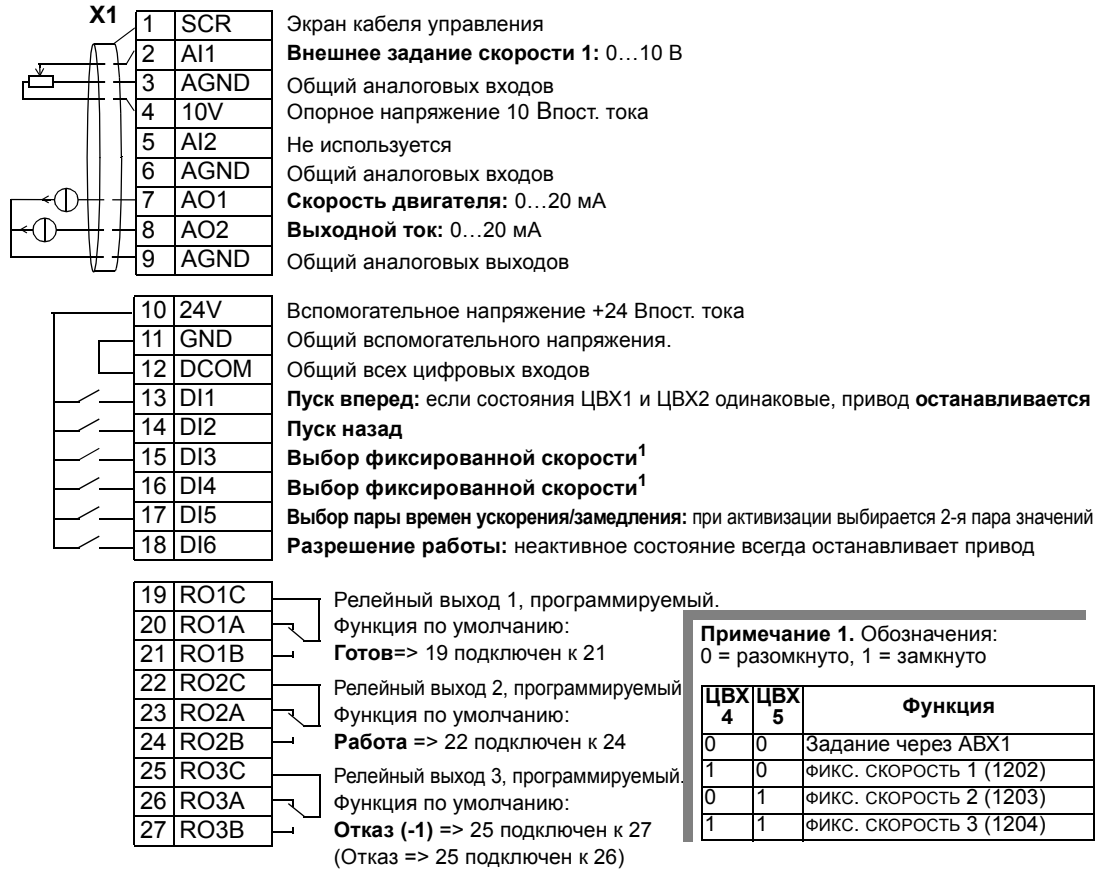 X1
1 SCR Экран кабеля управления
2 AI1 Внешнее задание скорости 1: 0…10 В
3 AGND Общий аналоговых входов
4 10V Опорное напряжение 10 Впост. тока
5 AI2 Не используется
6 AGND Общий аналоговых входов
7 AO1 Скорость двигателя: 0…20 мА
8 AO2 Выходной ток: 0…20 мА
9 AGND Общий аналоговых выходов
10 24V Вспомогательное напряжение +24 Впост. тока
11 GND Общий вспомогательного напряжения.
12 DCOM Общий всех цифровых входов
13 DI1 Пуск вперед: если состояния ЦВХ1 и ЦВХ2 одинаковые, привод останавливается
14 DI2 Пуск назад
15 DI3 Выбор фиксированной скорости1
16 DI4 Выбор фиксированной скорости1
17 DI5 Выбор пары времен ускорения/замедления: при активизации выбирается 2-я пара значений
18 DI6 Разрешение работы: неактивное состояние всегда останавливает привод
19 RO1C Релейный выход 1, программируемый.
20 RO1A Функция по умолчанию:
21 RO1B Готов=> 19 подключен к 21
22 RO2C Релейный выход 2, программируемый
23 RO2A Функция по умолчанию:
24 RO2B Работа => 22 подключен к 24
25 RO3C Релейный выход 3, программируемый.
26 RO3A Функция по умолчанию:
27 RO3B Отказ (-1) => 25 подключен к 27
(Отказ => 25 подключен к 26)
Примечание 1. Обозначения:
0 = разомкнуто, 1 = замкнуто
ЦВХ 4 ЦВХ 5 Функция
0 0 Задание через АВХ1
1 0 ФИКС. СКОРОСТЬ 1 (1202)
0 1 ФИКС. СКОРОСТЬ 2 (1203)
1 1 ФИКС. СКОРОСТЬ 3 (1204)